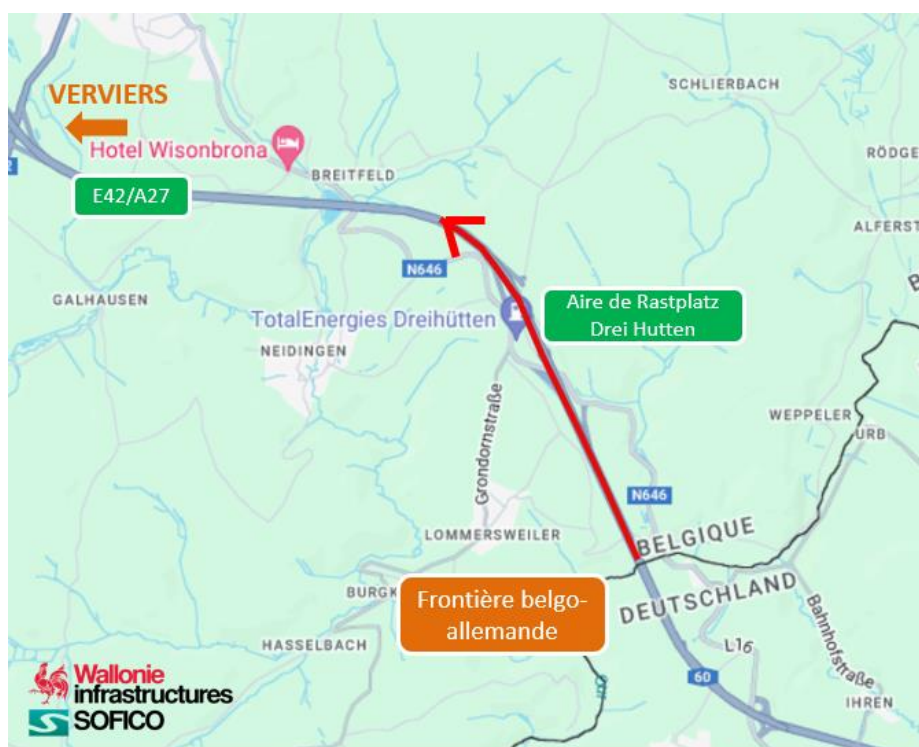 VERVIERS
SCHLIERBACH
Hotel Wisonbrona
RÖDGE
BREITFELD
E42/A27
ALFERST
N646
GALHAUSEN
Aire de Rastplatz
Drei Hutten
TotalEnergies Dreihütten
NEIDINGEN
Grondornstraße
WEPPELER
URB
N646
LOMMERSWEILER
BELGIQUE
DEUTSCHLAND
BURGK
Frontière belgo-
allemande
Bahnhofstraße
HASSELBACH
L16
60
IHREN
Our
Wallonie
infrastructures
SOFICO